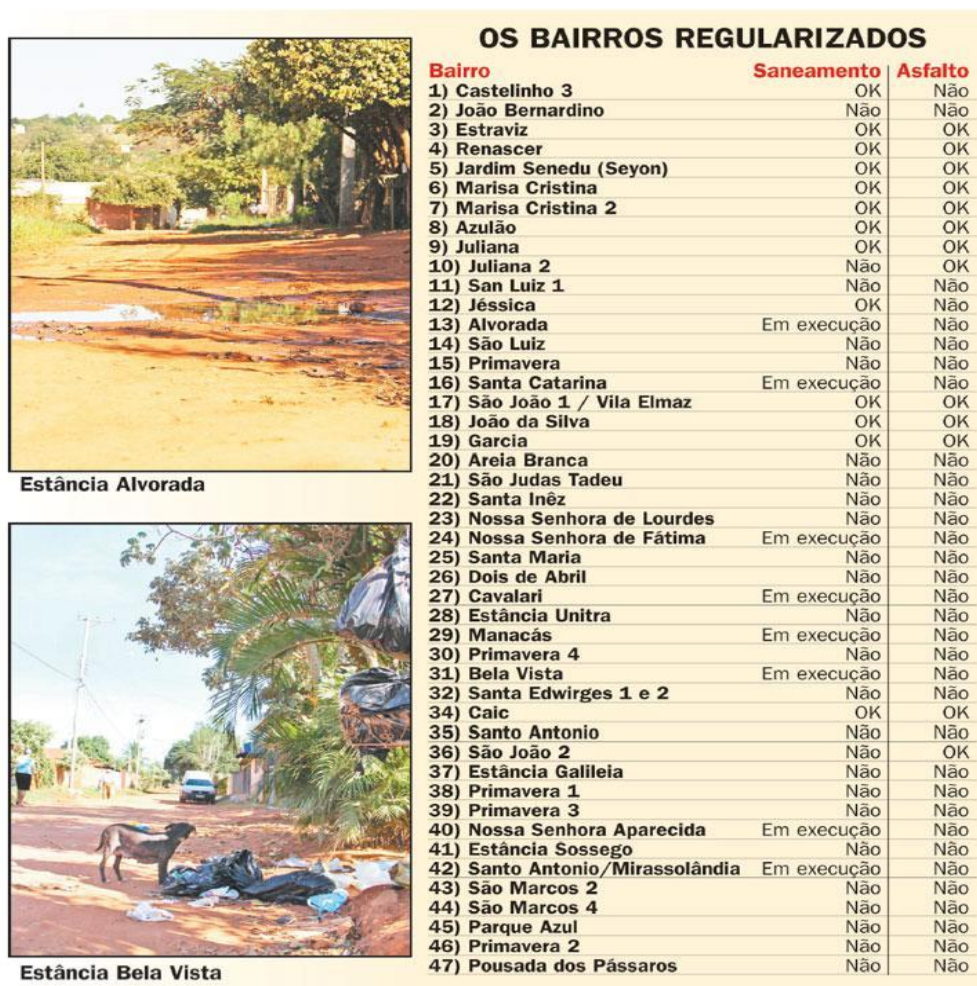 OS BAIRROS REGULARIZADOS
Bairro Saneamento Asfalto
1) Castelinho 3 OK Não
2) João Bernardino Não Não
3) Estraviz OK OK
4) Renascer OK OK
5) Jardim Senedu (Seyon) OK OK
6) Marisa Cristina OK OK
7) Marisa Cristina 2 OK OK
8) Azulão OK OK
9) Juliana OK OK
10) Juliana 2 Não OK
11) San Luiz 1 Não Não
12) Jéssica OK Não
13) Alvorada Em execução Não
14) São Luiz Não Não
15) Primavera Não Não
16) Santa Catarina Em execução Não
17) São João 1 / Vila Elmaz OK OK
18) João da Silva OK OK
19) Garcia OK OK
20) Areia Branca Não Não
21) São Judas Tadeu Não Não
22) Santa Inêz Não Não
23) Nossa Senhora de Lourdes Não Não
24) Nossa Senhora de Fátima Em execução Não
25) Santa Maria Não Não
26) Dois de Abril Não Não
27) Cavalari Em execução Não
28) Estância Unitra Não Não
29) Manacás Em execução Não
30) Primavera 4 Não Não
31) Bela Vista Em execução Não
32) Santa Edwirges 1 e 2 Não Não
34) Caic OK OK
35) Santo Antonio Não Não
36) São João 2 Não OK
37) Estância Galileia Não Não
38) Primavera 1 Não Não
39) Primavera 3 Não Não
40) Nossa Senhora Aparecida Em execução Não
41) Estância Sossego Não Não
42) Santo Antonio/Mirassolândia Em execução Não
43) São Marcos 2 Não Não
44) São Marcos 4 Não Não
45) Parque Azul Não Não
46) Primavera 2 Não Não
47) Pousada dos Pássaros Não Não
Estância Alvorada
Estância Bela Vista